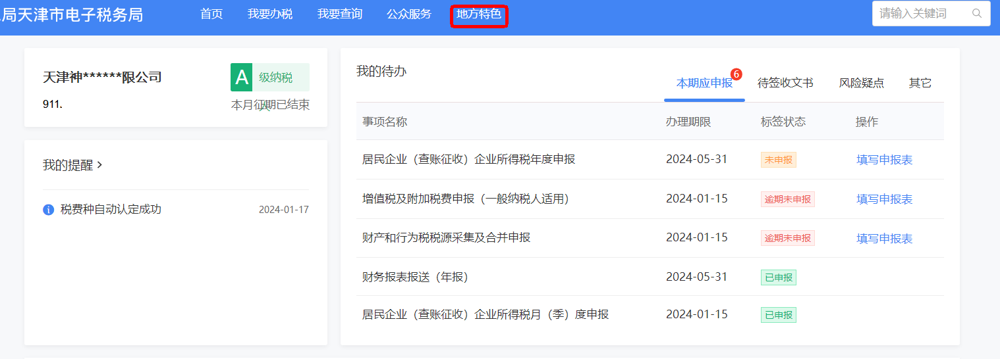 局天津市电子税务局
首页 我要办税 我要查询 公众服务 地方特色
请输入关键词
天津神******限公司
A 级纳税人
911.
本月征期已结束
我的提醒
税费种自动认定成功 2024-01-17
我的待办
本期应申报 6 待签收文书 风险疑点 其它
事项名称 办理期限 标签状态 操作
居民企业（查账征收）企业所得税年度申报 2024-05-31 未申报 填写申报表
增值税及附加税费申报（一般纳税人适用） 2024-01-15 逾期未申报 填写申报表
财产和行为税税源采集及合并申报 2024-01-15 逾期未申报 填写申报表
财务报表报送（年报） 2024-05-31 已申报
居民企业（查账征收）企业所得税月（季）度申报 2024-01-15 已申报